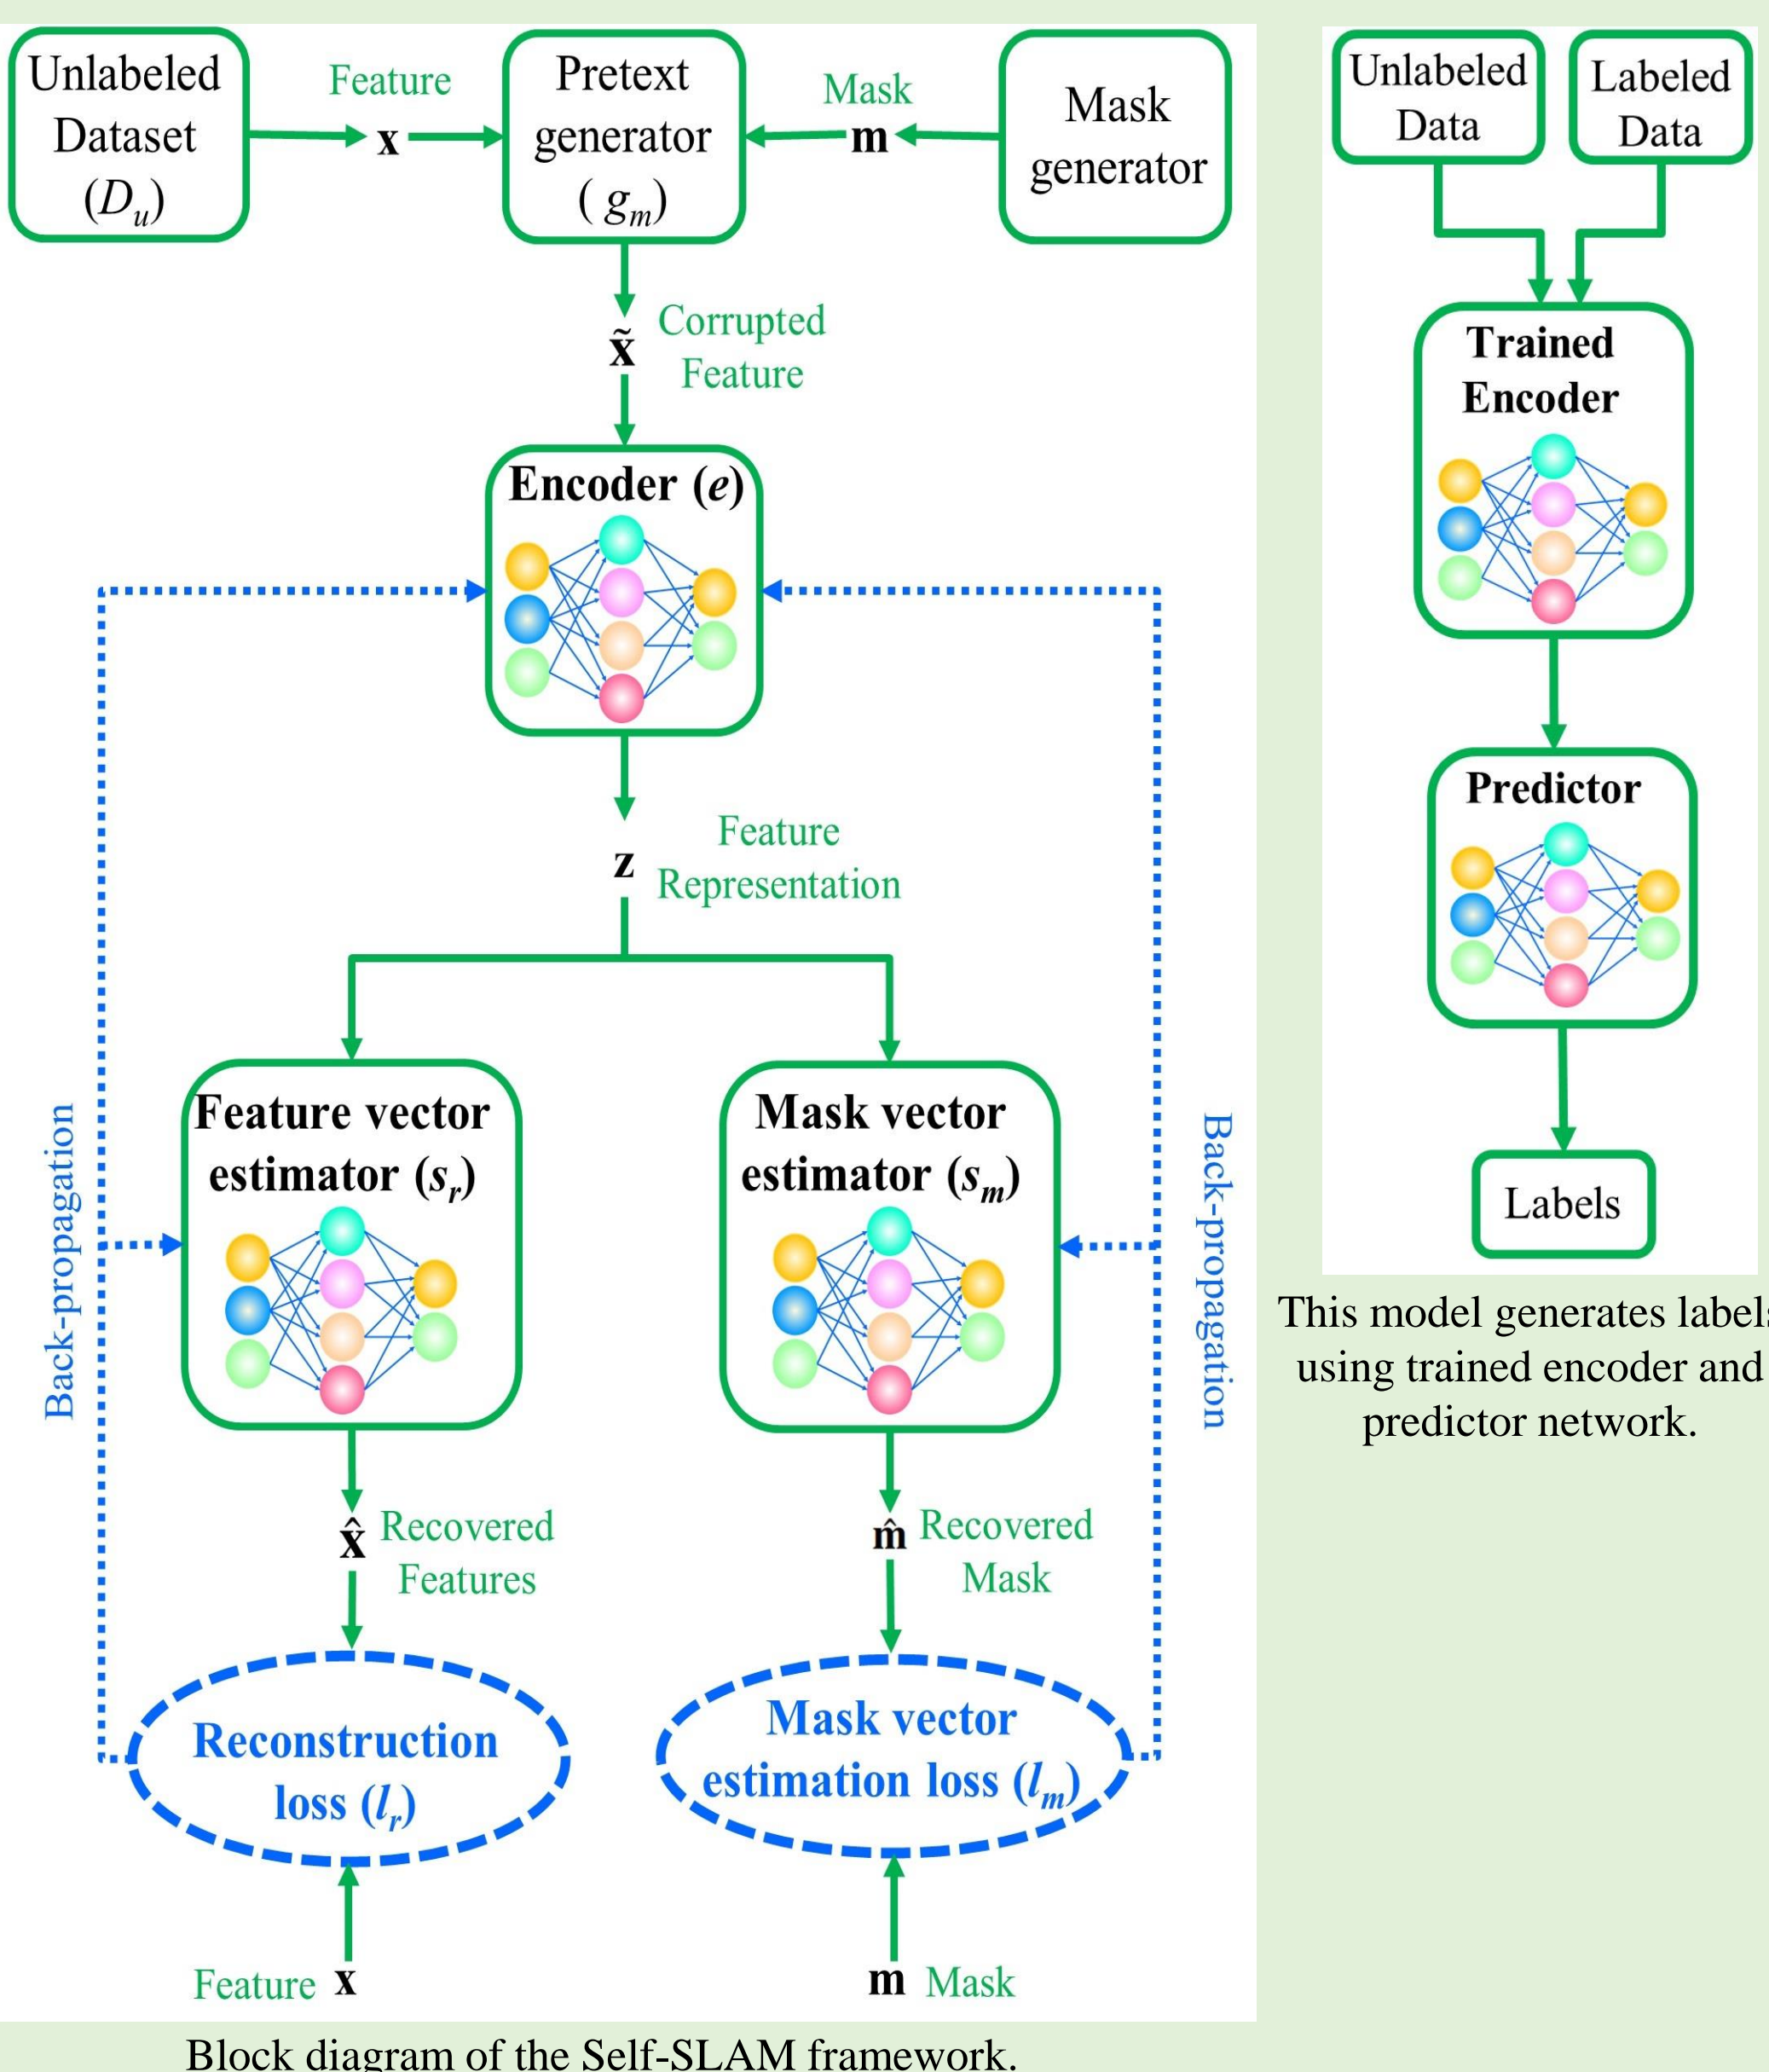 Unlabeled
Dataset
(D_u)
Feature
x
Pretext
generator
( g_m)
Mask
m
Mask
generator
x̃
Corrupted
Feature
Encoder (e)
z
Feature
Representation
Back-propagation
Feature vector
estimator (s_r)
Mask vector
estimator (s_m)
Back-propagation
x̂ Recovered
Features
m̂ Recovered
Mask
Reconstruction
loss (l_r)
Mask vector
estimation loss (l_m)
Feature x
m Mask
Block diagram of the Self-SLAM framework.
Unlabeled
Data
Labeled
Data
Trained
Encoder
Predictor
Labels
This model generates labels
using trained encoder and
predictor network.